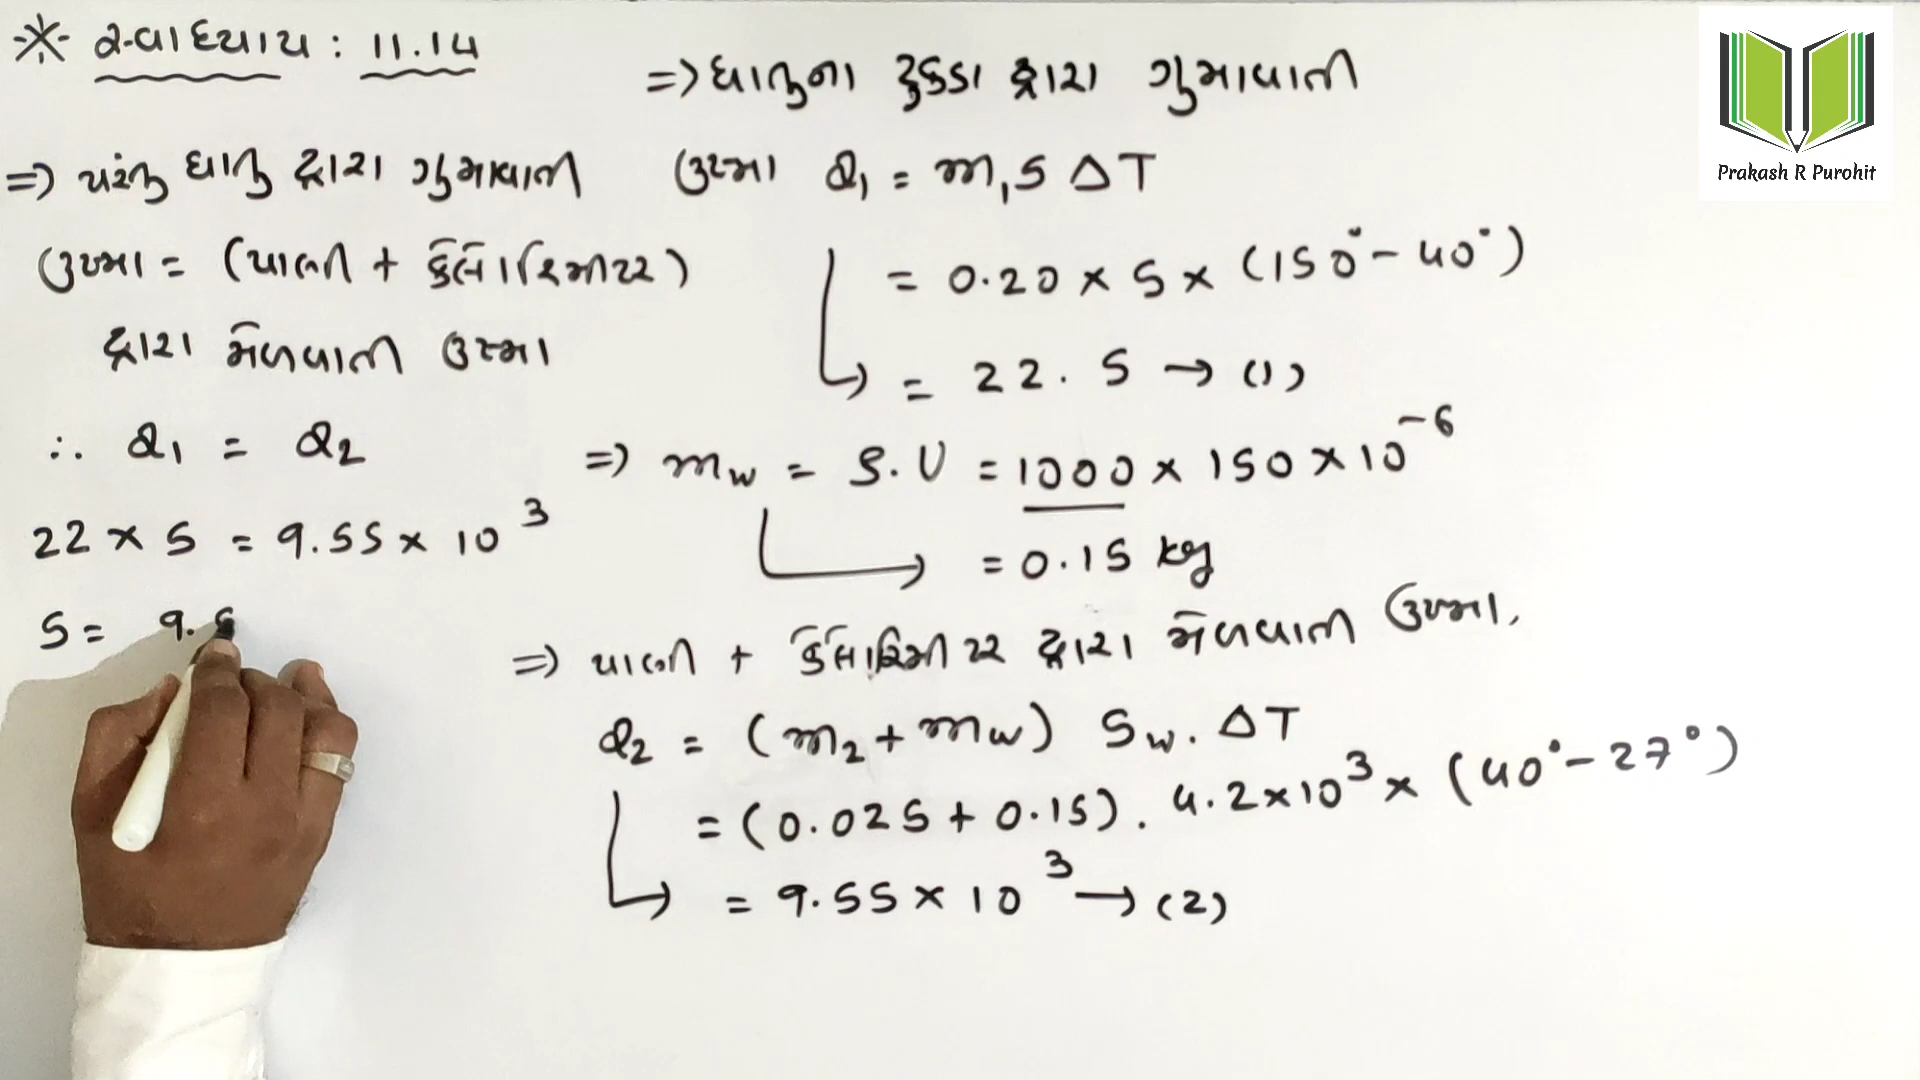 * સ્વાધ્યાય : 11.14
=> પરંતુ ધાતુ દ્વારા ગુમાવાતી
ઉષ્મા = (પાણી + કેલોરિમીટર)
દ્વારા મેળવાતી ઉષ્મા
∴ Q₁ = Q₂
22 × S = 9.55 × 10³
S = 9.5
=> ધાતુના ટુકડા દ્વારા ગુમાવાતી
ઉષ્મા Q₁ = m₁ S ΔT
= 0.20 × S × (150° - 40°)
= 22. S → (1)
=> mw = ρ.V = 1000 × 150 × 10⁻⁶
= 0.15 kg
=> પાણી + કેલોરિમીટર દ્વારા મેળવાતી ઉષ્મા,
Q₂ = (m₂ + mw) Sw. ΔT
= (0.025 + 0.15). 4.2×10³ × (40° - 27°)
= 9.55 × 10³ → (2)
Prakash R Purohit